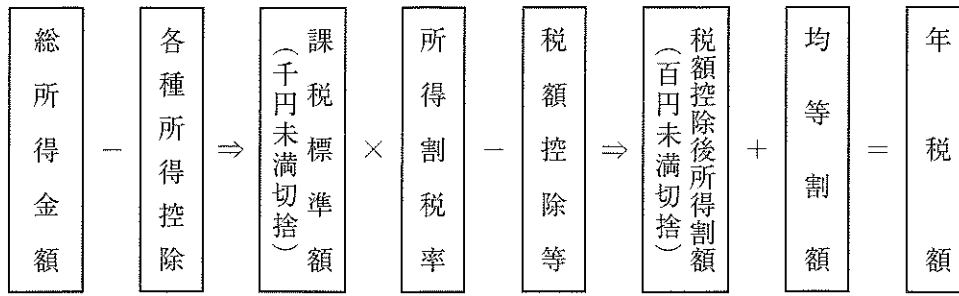 総所得金額
－
各種所得控除
⇒
課税標準額
（千円未満切捨）
×
所得割税率
－
税額控除等
⇒
税額控除後所得割額
（百円未満切捨）
＋
均等割額
＝
年税額